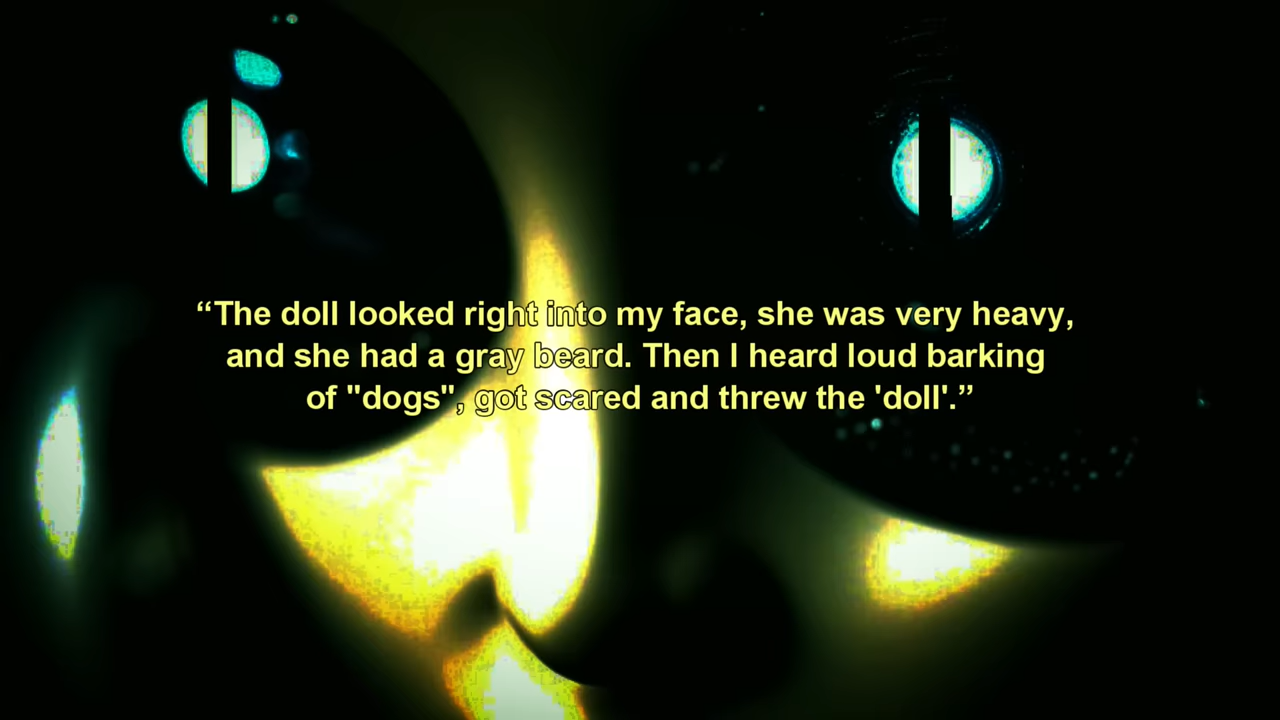 “The doll looked right into my face, she was very heavy,
and she had a gray beard. Then I heard loud barking
of "dogs", got scared and threw the 'doll'.”